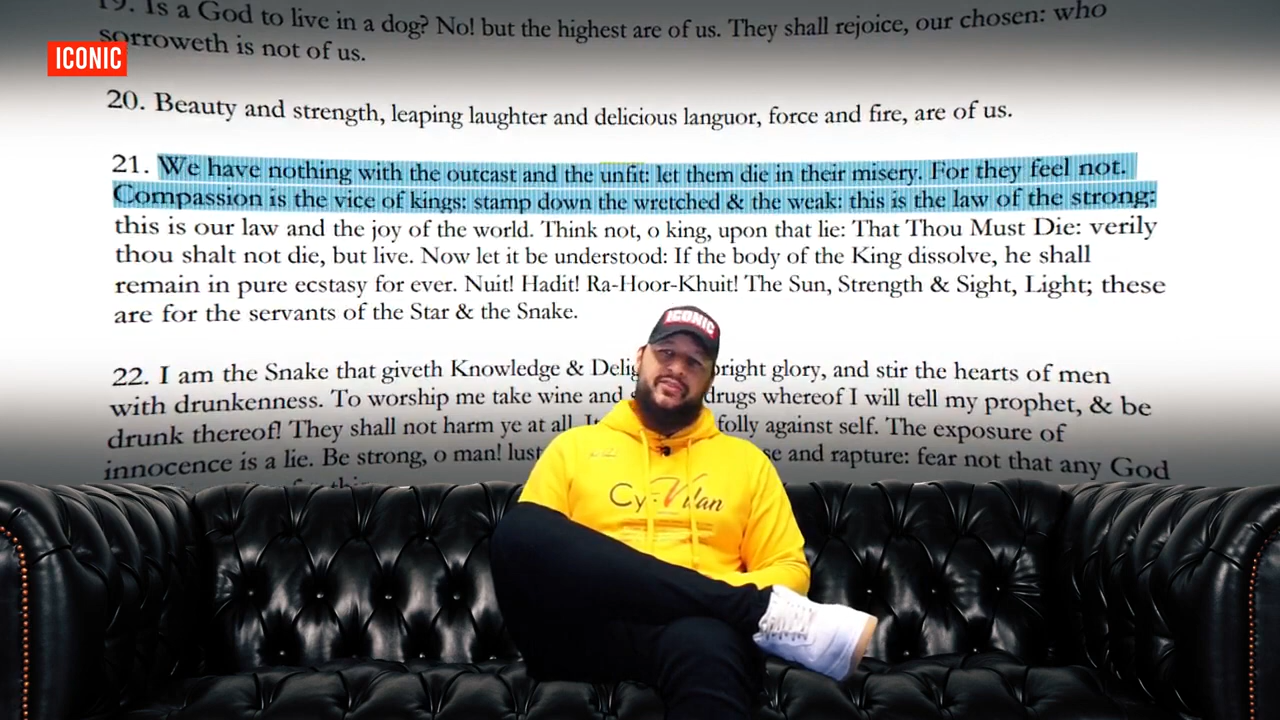 19. Is a God to live in a dog? No! but the highest are of us. They shall rejoice, our chosen: who
sorroweth is not of us.
ICONIC
20. Beauty and strength, leaping laughter and delicious languor, force and fire, are of us.
21. We have nothing with the outcast and the unfit: let them die in their misery. For they feel not.
Compassion is the vice of kings: stamp down the wretched & the weak: this is the law of the strong:
this is our law and the joy of the world. Think not, o king, upon that lie: That Thou Must Die: verily
thou shalt not die, but live. Now let it be understood: If the body of the King dissolve, he shall
remain in pure ecstasy for ever. Nuit! Hadit! Ra-Hoor-Khuit! The Sun, Strength & Sight, Light; these
are for the servants of the Star & the Snake.
ICONIC
22. I am the Snake that giveth Knowledge & bright glory, and stir the hearts of men
with drunkenness. To worship me take wine and drugs whereof I will tell my prophet, & be
drunk thereof! They shall not harm ye at all. folly against self. The exposure of
innocence is a lie. Be strong, o man! lust and rapture: fear not that any God